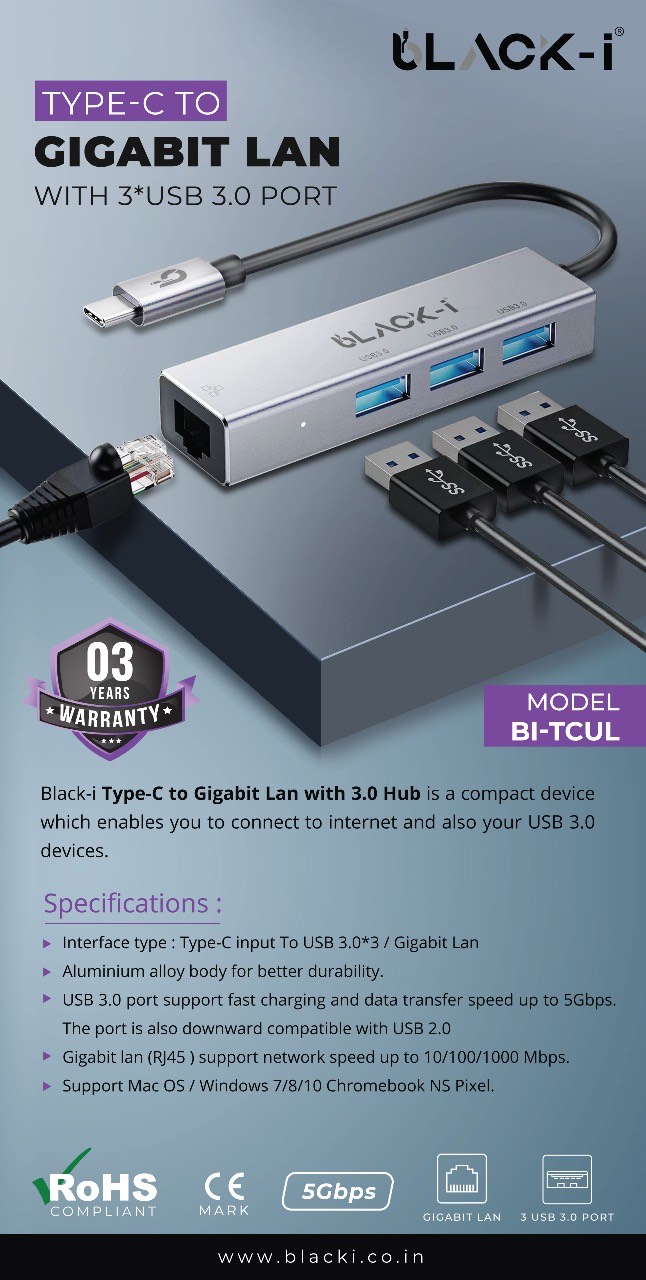 bLACK-i®
TYPE-C TO
GIGABIT LAN
WITH 3*USB 3.0 PORT
bLACK-i
USB3.0
USB3.0
USB3.0
SS
SS
SS
03
YEARS
WARRANTY
MODEL
BI-TCUL
Black-i Type-C to Gigabit Lan with 3.0 Hub is a compact device
which enables you to connect to internet and also your USB 3.0
devices.
Specifications :
Interface type : Type-C input To USB 3.0*3 / Gigabit Lan
Aluminium alloy body for better durability.
USB 3.0 port support fast charging and data transfer speed up to 5Gbps.
The port is also downward compatible with USB 2.0
Gigabit lan (RJ45 ) support network speed up to 10/100/1000 Mbps.
Support Mac OS / Windows 7/8/10 Chromebook NS Pixel.
RoHS
COMPLIANT
CE
MARK
5Gbps
GIGABIT LAN
3 USB 3.0 PORT
www.blacki.co.in